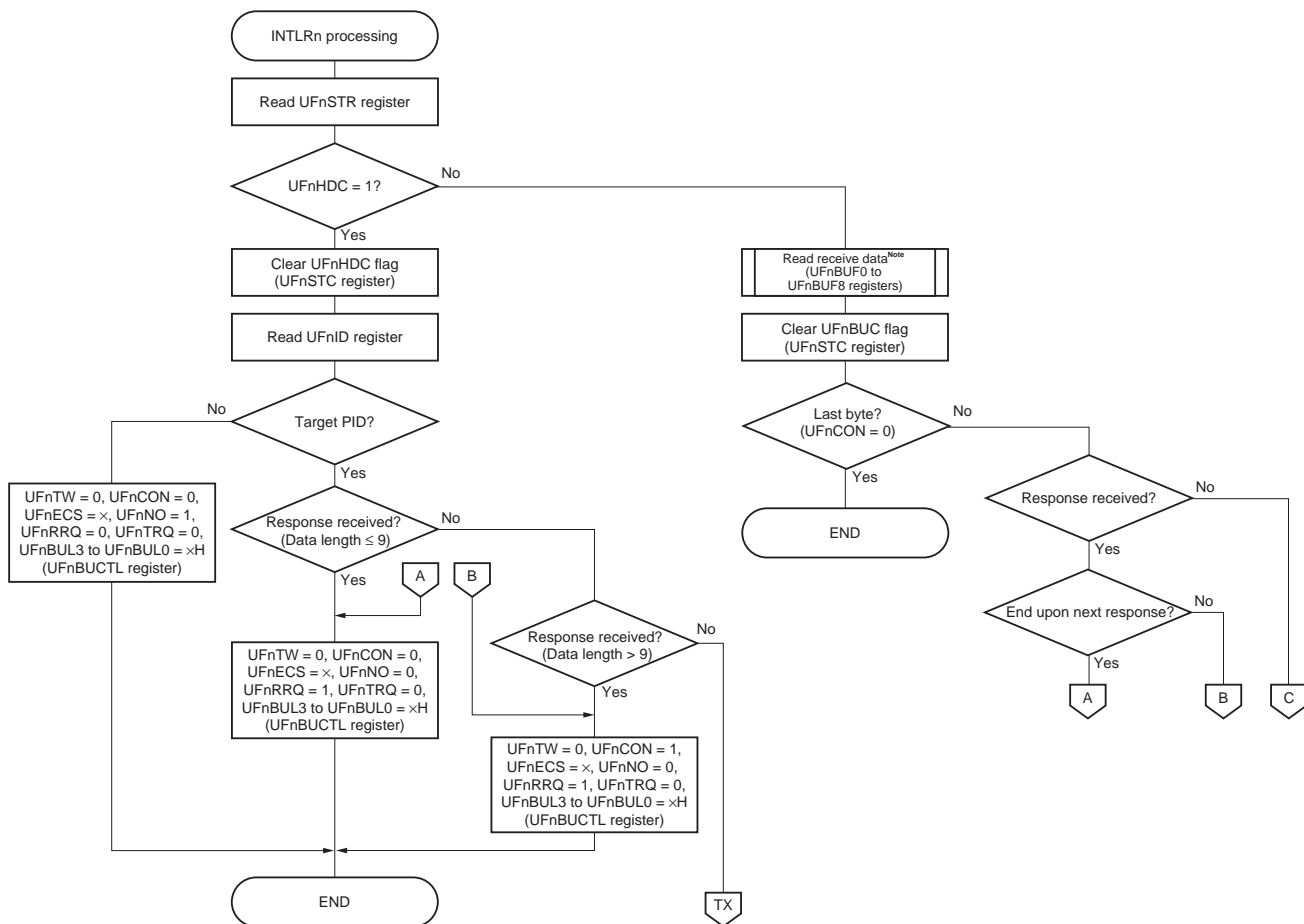 INTLRn processing
Read UFnSTR register
UFnHDC = 1?
No
Yes
Clear UFnHDC flag
(UFnSTC register)
Read UFnID register
Target PID?
No
Yes
UFnTW = 0, UFnCON = 0,
UFnECS = ×, UFnNO = 1,
UFnRRQ = 0, UFnTRQ = 0,
UFnBUL3 to UFnBUL0 = ×H
(UFnBUCTL register)
Response received?
(Data length ≤ 9)
No
Yes
A
B
UFnTW = 0, UFnCON = 0,
UFnECS = ×, UFnNO = 0,
UFnRRQ = 1, UFnTRQ = 0,
UFnBUL3 to UFnBUL0 = ×H
(UFnBUCTL register)
Response received?
(Data length > 9)
No
Yes
UFnTW = 0, UFnCON = 1,
UFnECS = ×, UFnNO = 0,
UFnRRQ = 1, UFnTRQ = 0,
UFnBUL3 to UFnBUL0 = ×H
(UFnBUCTL register)
END
TX
Read receive dataNote
(UFnBUF0 to
UFnBUF8 registers)
Clear UFnBUC flag
(UFnSTC register)
Last byte?
(UFnCON = 0)
No
Yes
END
Response received?
No
Yes
End upon next response?
No
Yes
A
B
C